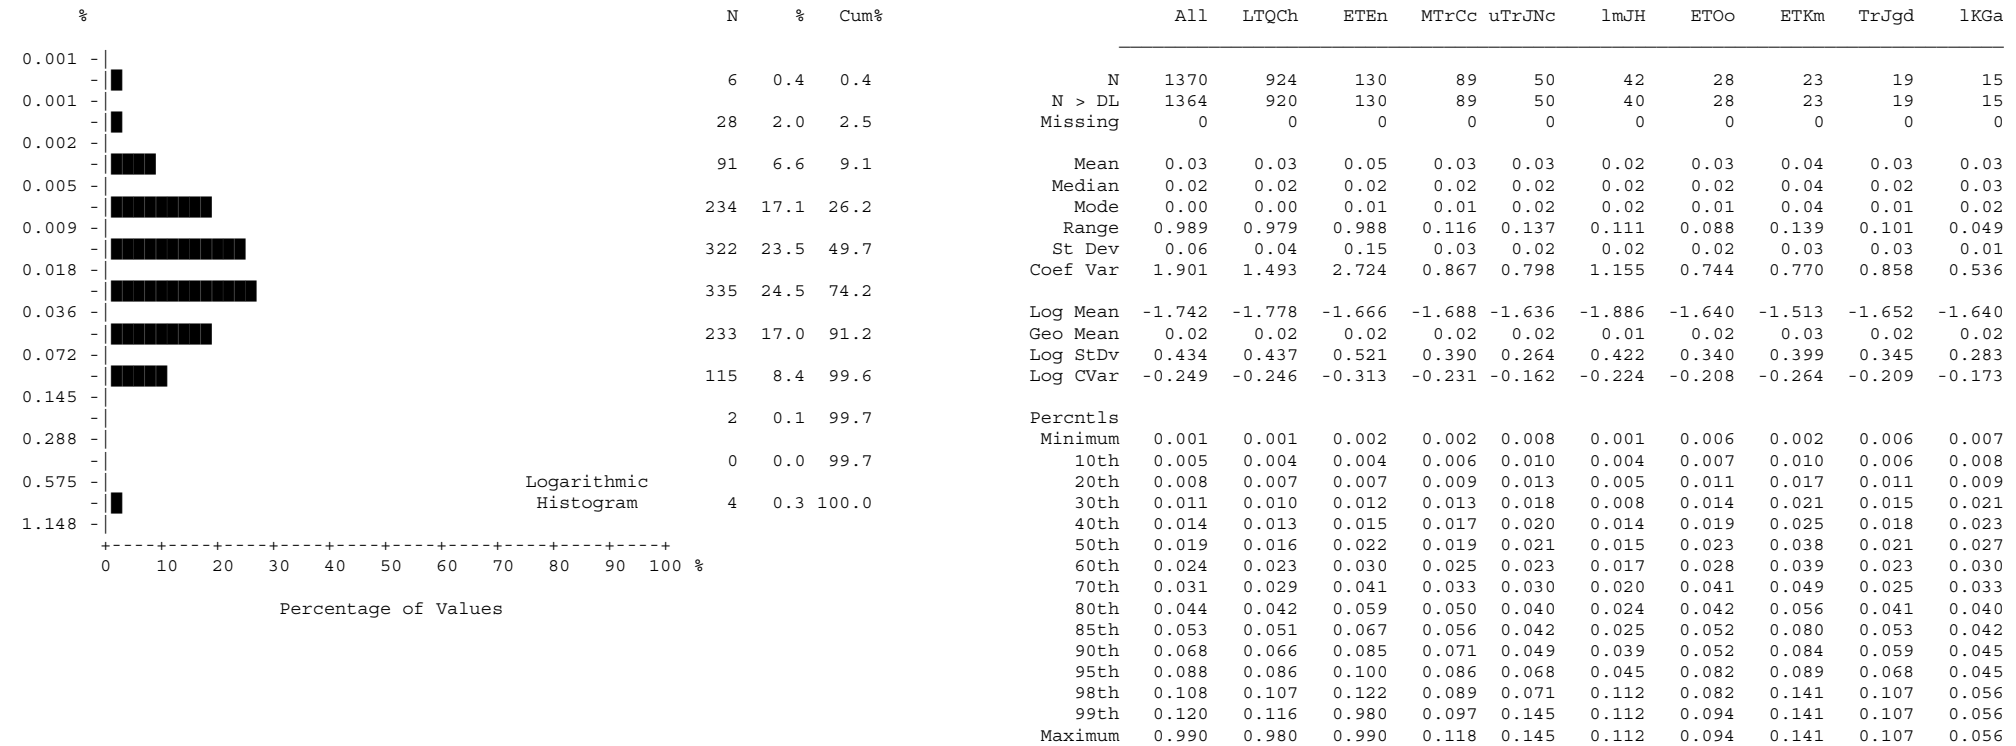 % N % Cum% All LTQCh ETEn MTrCc uTrJNc lmJH ETOo ETKm TrJgd lKGa
0.001 -|
-| 6 0.4 0.4 N 1370 924 130 89 50 42 28 23 19 15
0.001 -| N > DL 1364 920 130 89 50 40 28 23 19 15
-| 28 2.0 2.5 Missing 0 0 0 0 0 0 0 0 0 0
0.002 -|
-| 91 6.6 9.1 Mean 0.03 0.03 0.05 0.03 0.03 0.02 0.03 0.04 0.03 0.03
0.005 -| Median 0.02 0.02 0.02 0.02 0.02 0.02 0.02 0.04 0.02 0.03
-| 234 17.1 26.2 Mode 0.00 0.00 0.01 0.01 0.02 0.02 0.01 0.04 0.01 0.02
0.009 -| Range 0.989 0.979 0.988 0.116 0.137 0.111 0.088 0.139 0.101 0.049
-| 322 23.5 49.7 St Dev 0.06 0.04 0.15 0.03 0.02 0.02 0.02 0.03 0.03 0.01
0.018 -| Coef Var 1.901 1.493 2.724 0.867 0.798 1.155 0.744 0.770 0.858 0.536
-| 335 24.5 74.2
0.036 -| Log Mean -1.742 -1.778 -1.666 -1.688 -1.636 -1.886 -1.640 -1.513 -1.652 -1.640
-| 233 17.0 91.2 Geo Mean 0.02 0.02 0.02 0.02 0.02 0.01 0.02 0.03 0.02 0.02
0.072 -| Log StDv 0.434 0.437 0.521 0.390 0.264 0.422 0.340 0.399 0.345 0.283
-| 115 8.4 99.6 Log CVar -0.249 -0.246 -0.313 -0.231 -0.162 -0.224 -0.208 -0.264 -0.209 -0.173
0.145 -|
-| 2 0.1 99.7 Percntls
0.288 -| Minimum 0.001 0.001 0.002 0.002 0.008 0.001 0.006 0.002 0.006 0.007
-| 0 0.0 99.7 10th 0.005 0.004 0.004 0.006 0.010 0.004 0.007 0.010 0.006 0.008
0.575 -| Logarithmic 20th 0.008 0.007 0.007 0.009 0.013 0.005 0.011 0.017 0.011 0.009
-| Histogram 4 0.3 100.0 30th 0.011 0.010 0.012 0.013 0.018 0.008 0.014 0.021 0.015 0.021
1.148 -| 40th 0.014 0.013 0.015 0.017 0.020 0.014 0.019 0.025 0.018 0.023
+----+----+----+----+----+----+----+----+----+----+ 50th 0.019 0.016 0.022 0.019 0.021 0.015 0.023 0.038 0.021 0.027
0 10 20 30 40 50 60 70 80 90 100 % 60th 0.024 0.023 0.030 0.025 0.023 0.017 0.028 0.039 0.023 0.030
70th 0.031 0.029 0.041 0.033 0.030 0.020 0.041 0.049 0.025 0.033
Percentage of Values 80th 0.044 0.042 0.059 0.050 0.040 0.024 0.042 0.056 0.041 0.040
85th 0.053 0.051 0.067 0.056 0.042 0.025 0.052 0.080 0.053 0.042
90th 0.068 0.066 0.085 0.071 0.049 0.039 0.052 0.084 0.059 0.045
95th 0.088 0.086 0.100 0.086 0.068 0.045 0.082 0.089 0.068 0.045
98th 0.108 0.107 0.122 0.089 0.071 0.112 0.082 0.141 0.107 0.056
99th 0.120 0.116 0.980 0.097 0.145 0.112 0.094 0.141 0.107 0.056
Maximum 0.990 0.980 0.990 0.118 0.145 0.112 0.094 0.141 0.107 0.056